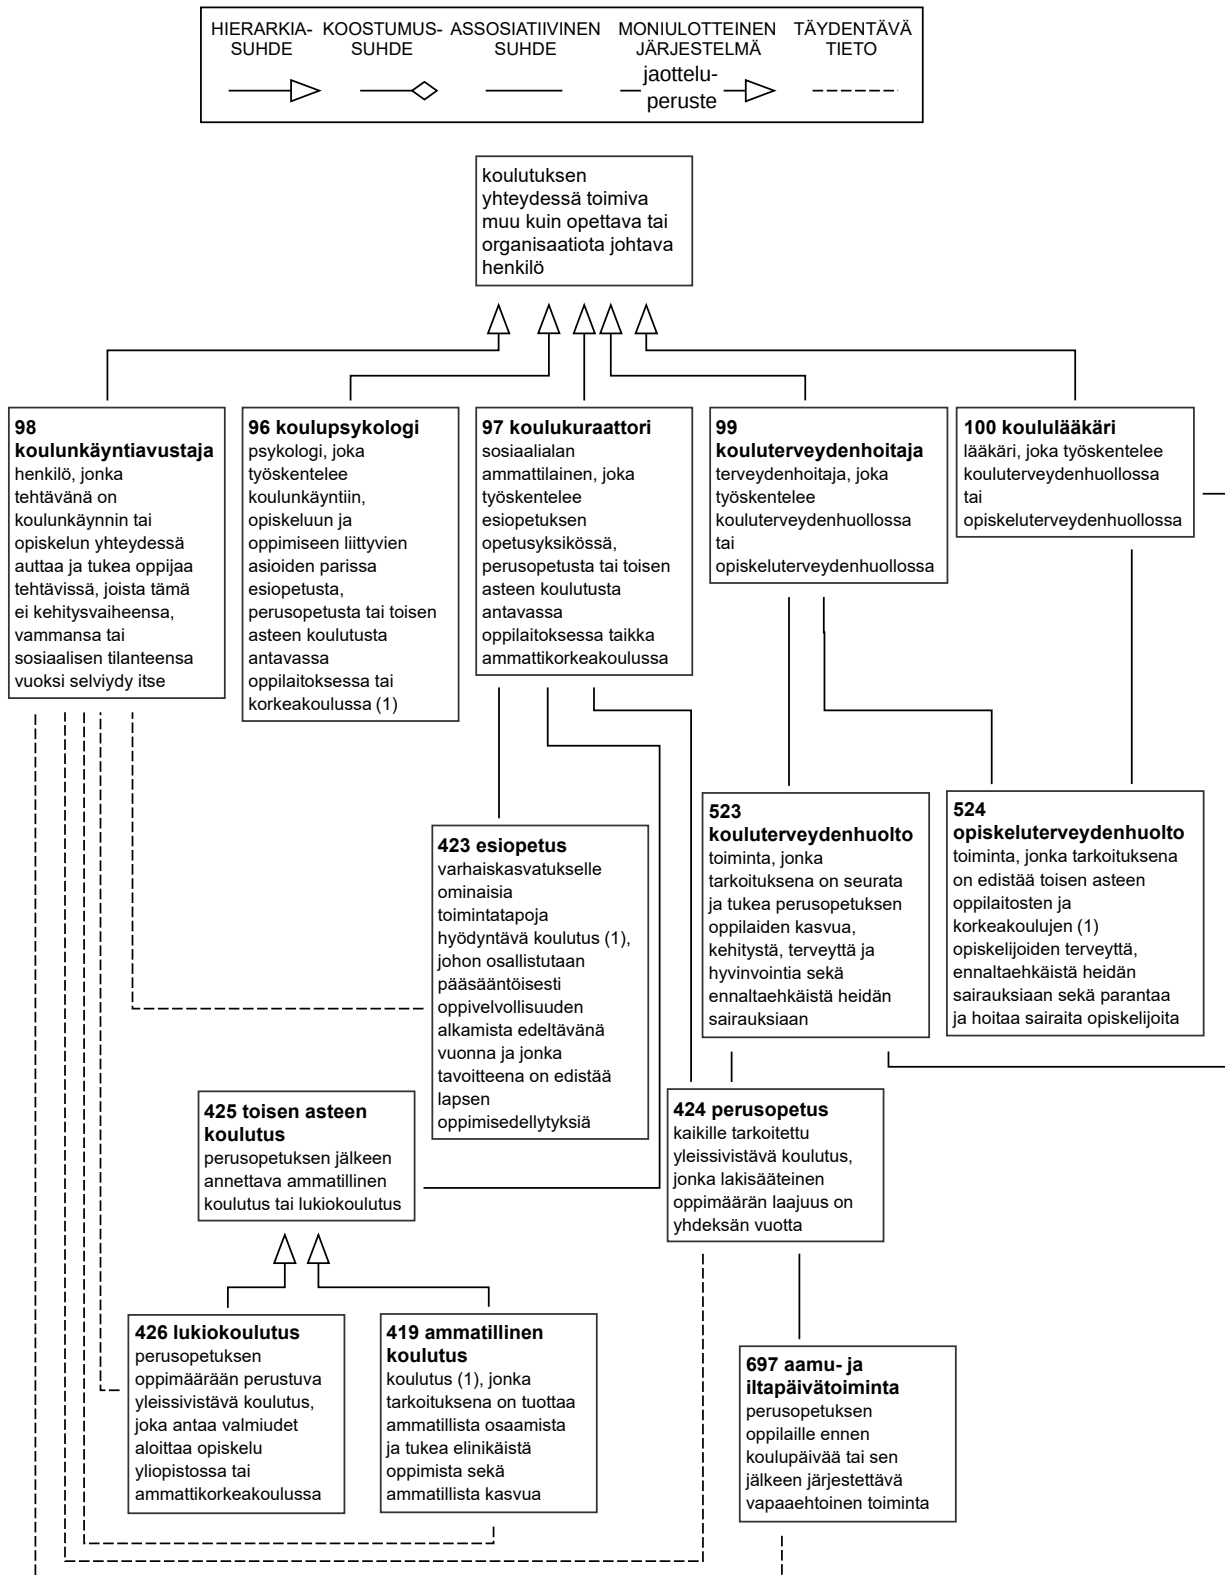 HIERARKIA-
SUHDE
KOOSTUMUS-
SUHDE
ASSOSIATIIVINEN
SUHDE
MONIULOTTEINEN
JÄRJESTELMÄ
jaottelu-
peruste
TÄYDENTÄVÄ
TIETO
koulutuksen
yhteydessä toimiva
muu kuin opettava tai
organisaatiota johtava
henkilö
98
koulunkäyntiavustaja
henkilö, jonka
tehtävänä on
koulunkäynnin tai
opiskelun yhteydessä
auttaa ja tukea oppijaa
tehtävissä, joista tämä
ei kehitysvaiheensa,
vammansa tai
sosiaalisen tilanteensa
vuoksi selviydy itse
96 koulupsykologi
psykologi, joka
työskentelee
koulunkäyntiin,
opiskeluun ja
oppimiseen liittyvien
asioiden parissa
esiopetusta,
perusopetusta tai toisen
asteen koulutusta
antavassa
oppilaitoksessa tai
korkeakoulussa (1)
97 koulukuraattori
sosiaalialan
ammattilainen, joka
työskentelee
esiopetuksen
opetusyksikössä,
perusopetusta tai toisen
asteen koulutusta
antavassa
oppilaitoksessa taikka
ammattikorkeakoulussa
99
kouluterveydenhoitaja
terveydenhoitaja, joka
työskentelee
kouluterveydenhuollossa
tai
opiskeluterveydenhuollossa
100 koululääkäri
lääkäri, joka työskentelee
kouluterveydenhuollossa
tai
opiskeluterveydenhuollossa
423 esiopetus
varhaiskasvatukselle
ominaisia
toimintatapoja
hyödyntävä koulutus (1),
johon osallistutaan
pääsääntöisesti
oppivelvollisuuden
alkamista edeltävänä
vuonna ja jonka
tavoitteena on edistää
lapsen
oppimisedellytyksiä
523
kouluterveydenhuolto
toiminta, jonka
tarkoituksena on seurata
ja tukea perusopetuksen
oppilaiden kasvua,
kehitystä, terveyttä ja
hyvinvointia sekä
ennaltaehkäistä heidän
sairauksiaan
524
opiskeluterveydenhuolto
toiminta, jonka tarkoituksena
on edistää toisen asteen
oppilaitosten ja
korkeakoulujen (1)
opiskelijoiden terveyttä,
ennaltaehkäistä heidän
sairauksiaan sekä parantaa
ja hoitaa sairaita opiskelijoita
425 toisen asteen
koulutus
perusopetuksen jälkeen
annettava ammatillinen
koulutus tai lukiokoulutus
424 perusopetus
kaikille tarkoitettu
yleissivistävä koulutus,
jonka lakisääteinen
oppimäärän laajuus on
yhdeksän vuotta
426 lukiokoulutus
perusopetuksen
oppimäärään perustuva
yleissivistävä koulutus,
joka antaa valmiudet
aloittaa opiskelu
yliopistossa tai
ammattikorkeakoulussa
419 ammatillinen
koulutus
koulutus (1), jonka
tarkoituksena on tuottaa
ammatillista osaamista
ja tukea elinikäistä
oppimista sekä
ammatillista kasvua
697 aamu- ja
iltapäivätoiminta
perusopetuksen
oppilaille ennen
koulupäivää tai sen
jälkeen järjestettävä
vapaaehtoinen toiminta